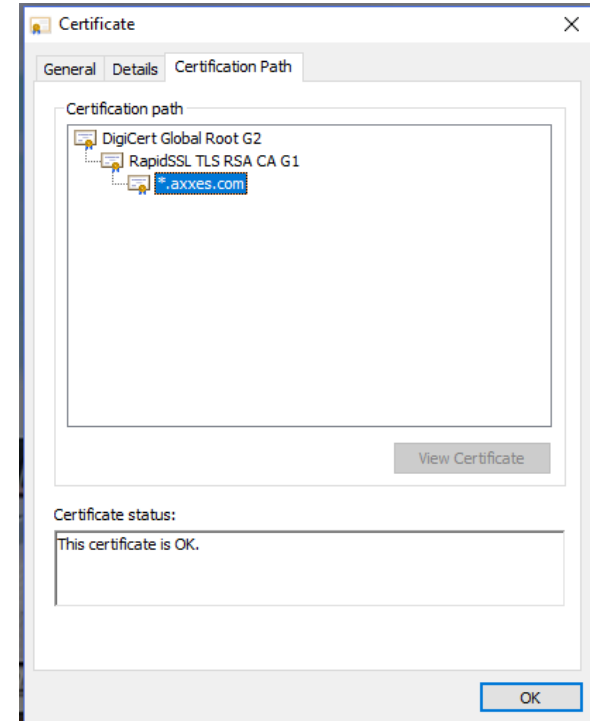 Certificate
General Details Certification Path
Certification path
DigiCert Global Root G2
RapidSSL TLS RSA CA G1
*.axxes.com
View Certificate
Certificate status:
This certificate is OK.
OK